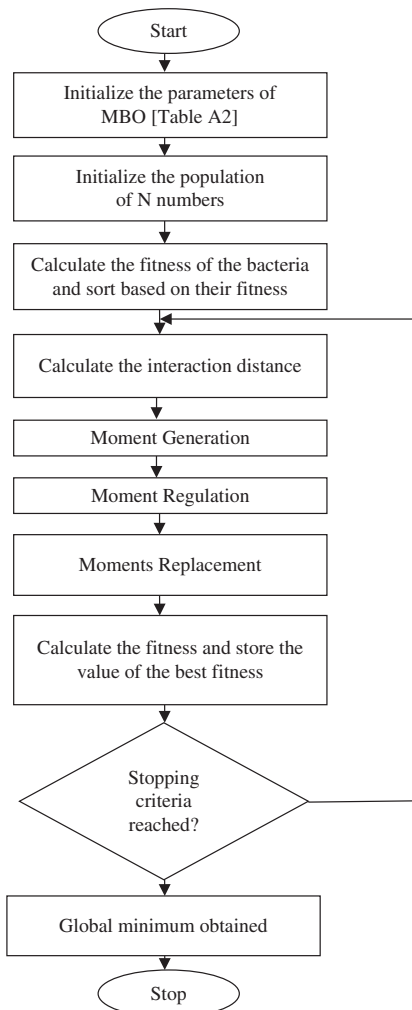 Start
Initialize the parameters of
MBO [Table A2]
Initialize the population
of N numbers
Calculate the fitness of the bacteria
and sort based on their fitness
Calculate the interaction distance
Moment Generation
Moment Regulation
Moments Replacement
Calculate the fitness and store the
value of the best fitness
Stopping
criteria
reached?
Global minimum obtained
Stop